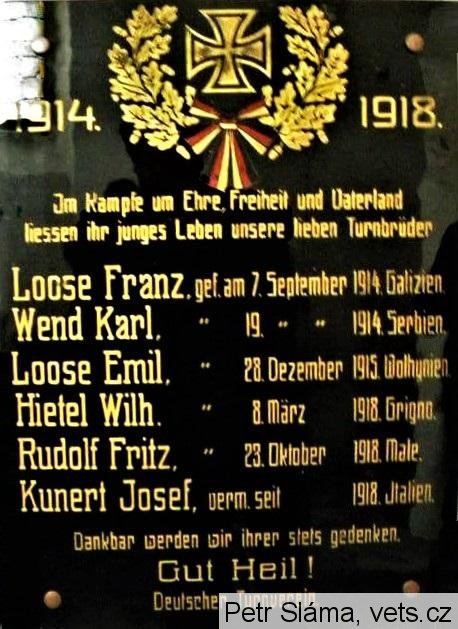 1914. 1918.
Im Kampfe um Ehre, Freiheit und Vaterland
liessen ihr junges Leben unsere lieben Turnbrüder
Loose Franz, gef. am 7. September 1914. Galizien.
Wend Karl, " 19. " " 1914. Serbien.
Loose Emil, " 28. Dezember 1915. Wolhynien.
Hietel Wilh. " 8. März 1918. Grigno.
Rudolf Fritz, " 23. Oktober 1918. Male.
Kunert Josef, verm. seit 1918. Italien.
Dankbar werden wir ihrer stets gedenken.
Gut Heil!
Deutscher Turnverein
Petr Sláma, vets.cz